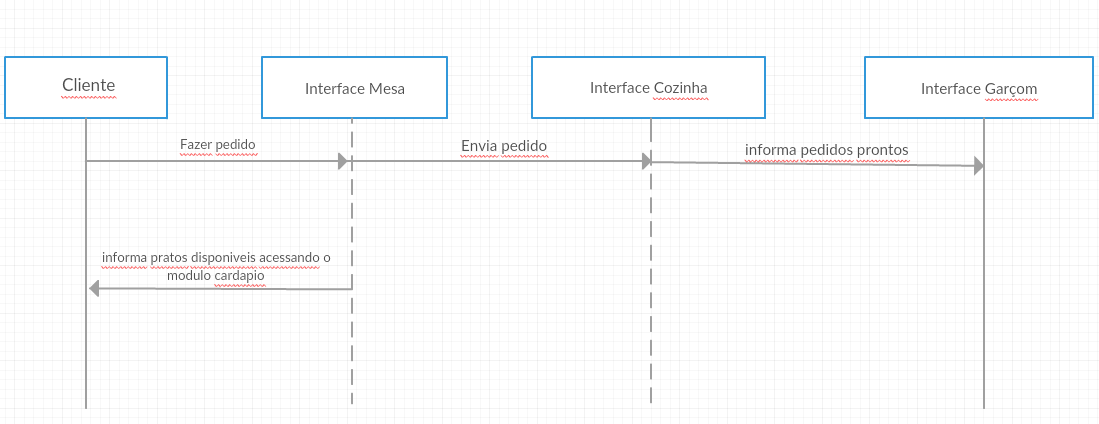 Cliente
Interface Mesa
Interface Cozinha
Interface Garçom
Fazer pedido
Envia pedido
informa pedidos prontos
informa pratos disponiveis acessando o
modulo cardapio